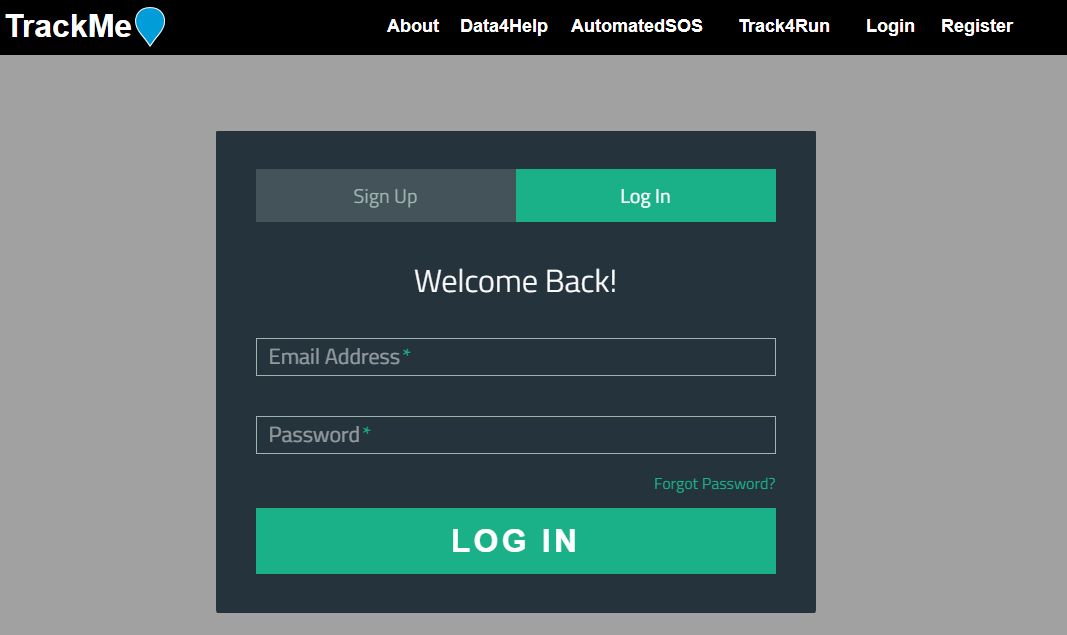 TrackMe About Data4Help AutomatedSOS Track4Run Login Register
Sign Up Log In
Welcome Back!
Email Address*
Password*
Forgot Password?
LOG IN